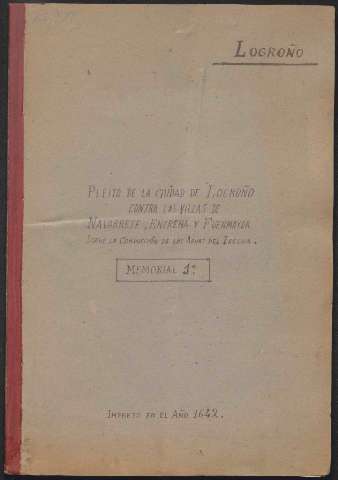 LOGROÑO
PLEITO DE LA CIUDAD DE LOGROÑO
CONTRA LAS VILLAS DE
NAVARRETE, ENTRENA Y FUENMAYOR
SOBRE LA CONDUCCIÓN DE LAS AGUAS DEL IREGUA.
MEMORIAL 1º
IMPRESO EN EL AÑO 1642.